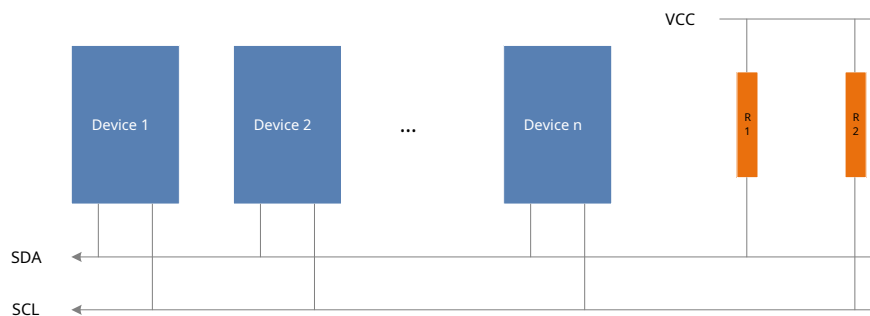 VCC
Device 1
Device 2
...
Device n
R
1
R
2
SDA
SCL